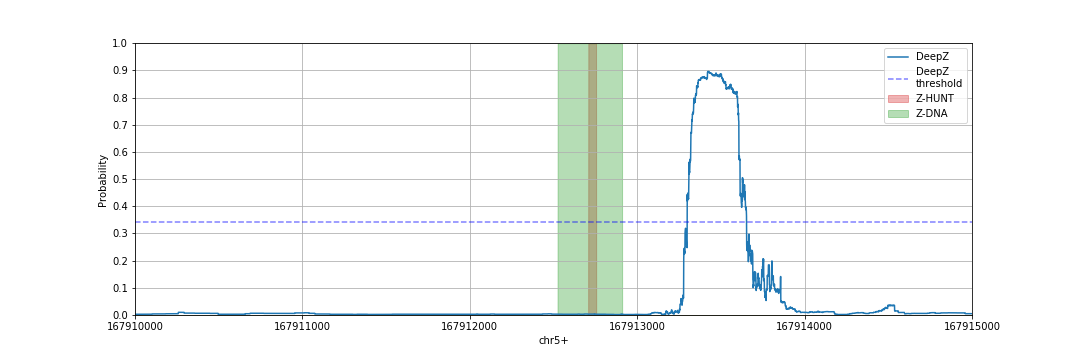 1.0
0.9
0.8
0.7
0.6
0.5
0.4
0.3
0.2
0.1
0.0
Probability
167910000 167911000 167912000 167913000 167914000 167915000
chr5+
DeepZ
DeepZ
threshold
Z-HUNT
Z-DNA